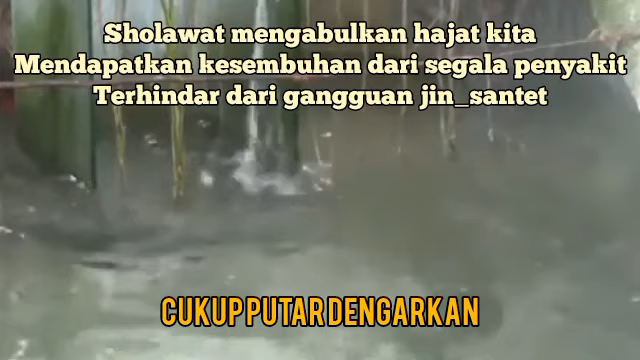 Sholawat mengabulkan hajat kita
Mendapatkan kesembuhan dari segala penyakit
Terhindar dari gangguan jin_santet
CUKUP PUTAR DENGARKAN